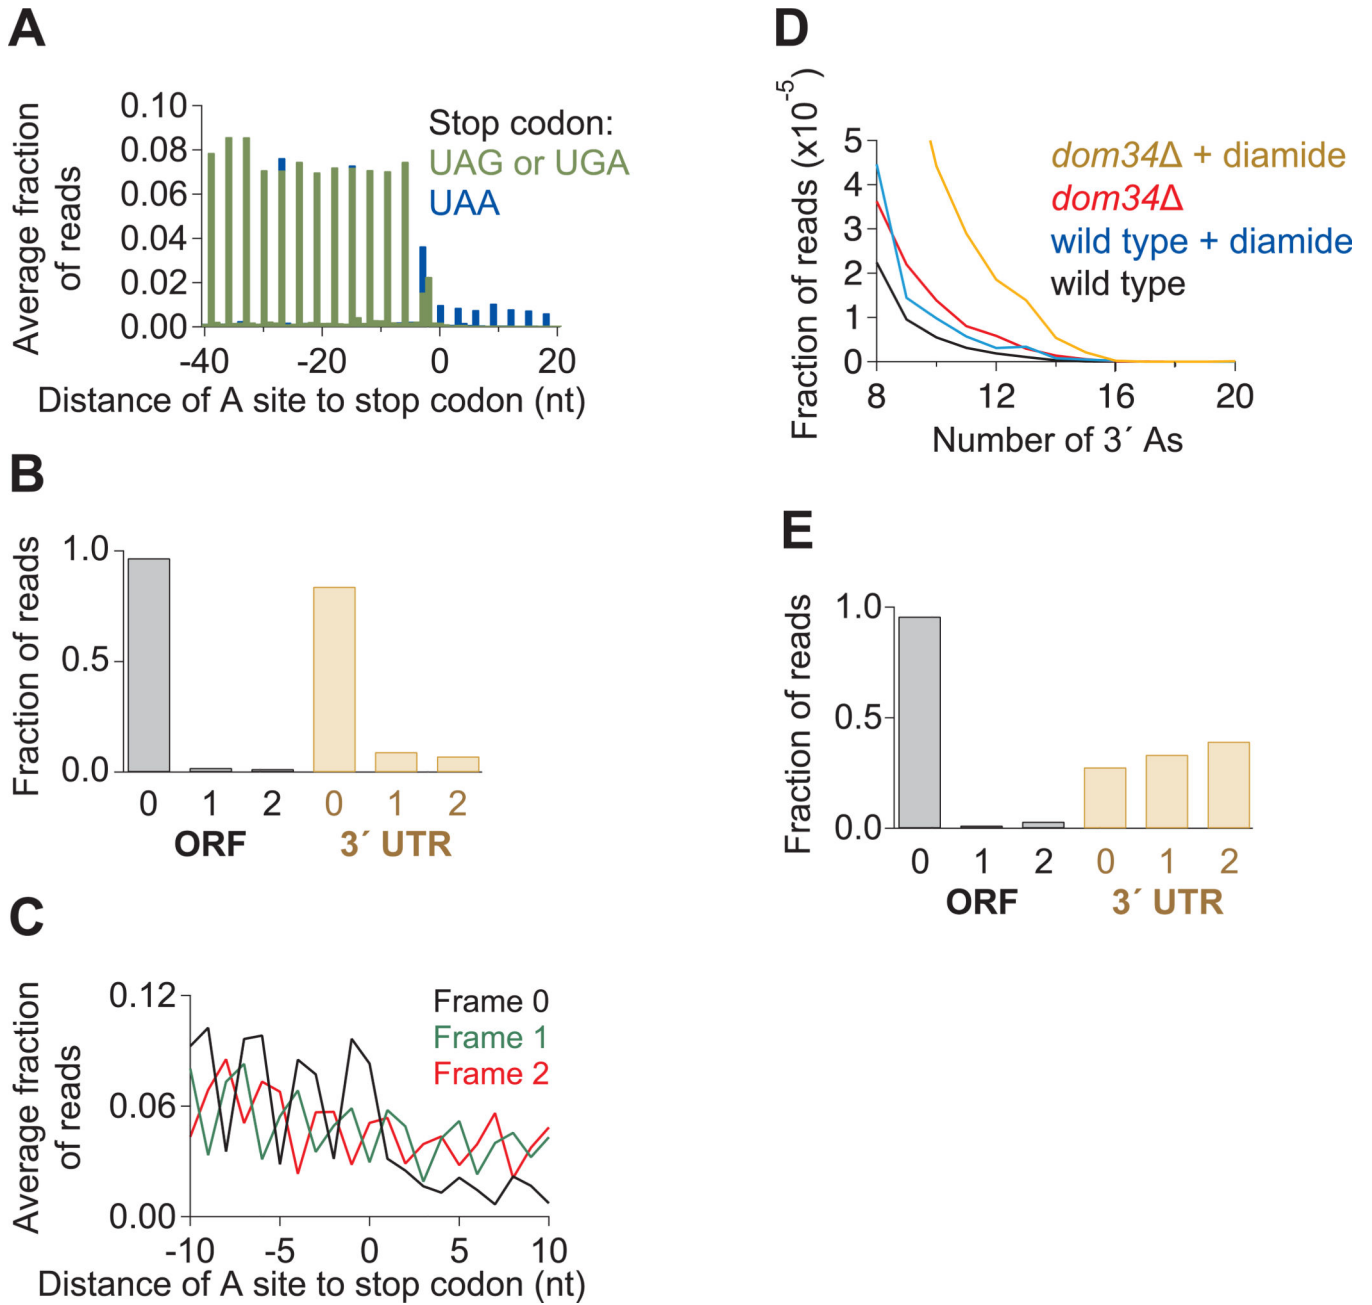 A
Average fraction
of reads
0.10
0.08
0.06
0.04
0.02
0.00
-40
-20
0
20
Distance of A site to stop codon (nt)
Stop codon:
UAG or UGA
UAA
B
Fraction of reads
1.0
0.5
0.0
0
1
2
0
1
2
ORF
3´ UTR
C
Average fraction
of reads
0.12
0.06
0.00
-10
-5
0
5
10
Distance of A site to stop codon (nt)
Frame 0
Frame 1
Frame 2
D
Fraction of reads (x10-5)
5
4
3
2
1
0
8
12
16
20
Number of 3´ As
dom34Δ + diamide
dom34Δ
wild type + diamide
wild type
E
Fraction of reads
1.0
0.5
0.0
0
1
2
0
1
2
ORF
3´ UTR